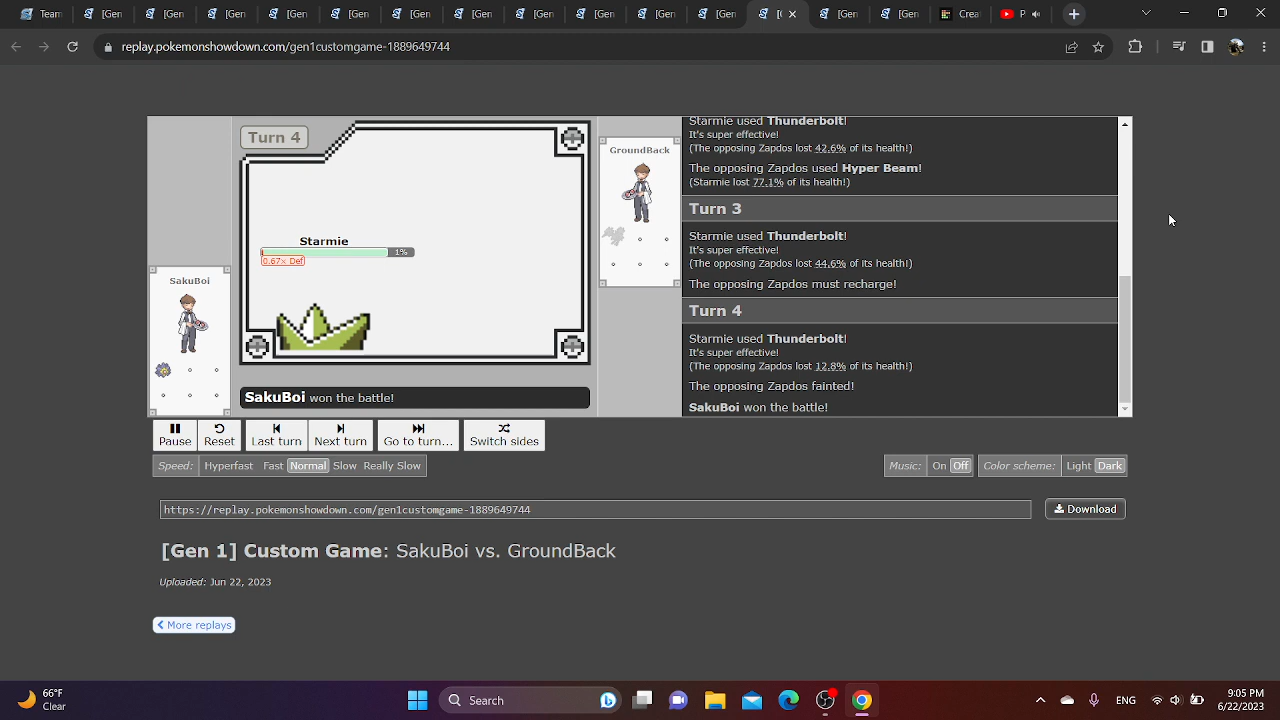 Team
[Gen
[Gen
[Gen
[Gen
[Gen
[Gen
[Gen
[Gen
[Gen
[Gen
[Gen
[
[Gen
[Gen
Crea
P
replay.pokemonshowdown.com/gen1customgame-1889649744
Turn 4
Starmie
1%
0.67× Def
SakuBoi
GroundBack
SakuBoi won the battle!
Starmie used Thunderbolt!
It's super effective!
(The opposing Zapdos lost 42.6% of its health!)
The opposing Zapdos used Hyper Beam!
(Starmie lost 77.1% of its health!)
Turn 3
Starmie used Thunderbolt!
It's super effective!
(The opposing Zapdos lost 44.6% of its health!)
The opposing Zapdos must recharge!
Turn 4
Starmie used Thunderbolt!
It's super effective!
(The opposing Zapdos lost 12.8% of its health!)
The opposing Zapdos fainted!
SakuBoi won the battle!
Pause Reset Last turn Next turn Go to turn... Switch sides
Speed: Hyperfast Fast Normal Slow Really Slow
Music: On Off Color scheme: Light Dark
https://replay.pokemonshowdown.com/gen1customgame-1889649744
Download
[Gen 1] Custom Game: SakuBoi vs. GroundBack
Uploaded: Jun 22, 2023
More replays
66°F
Clear
Search
ENG
9:05 PM
6/22/2023